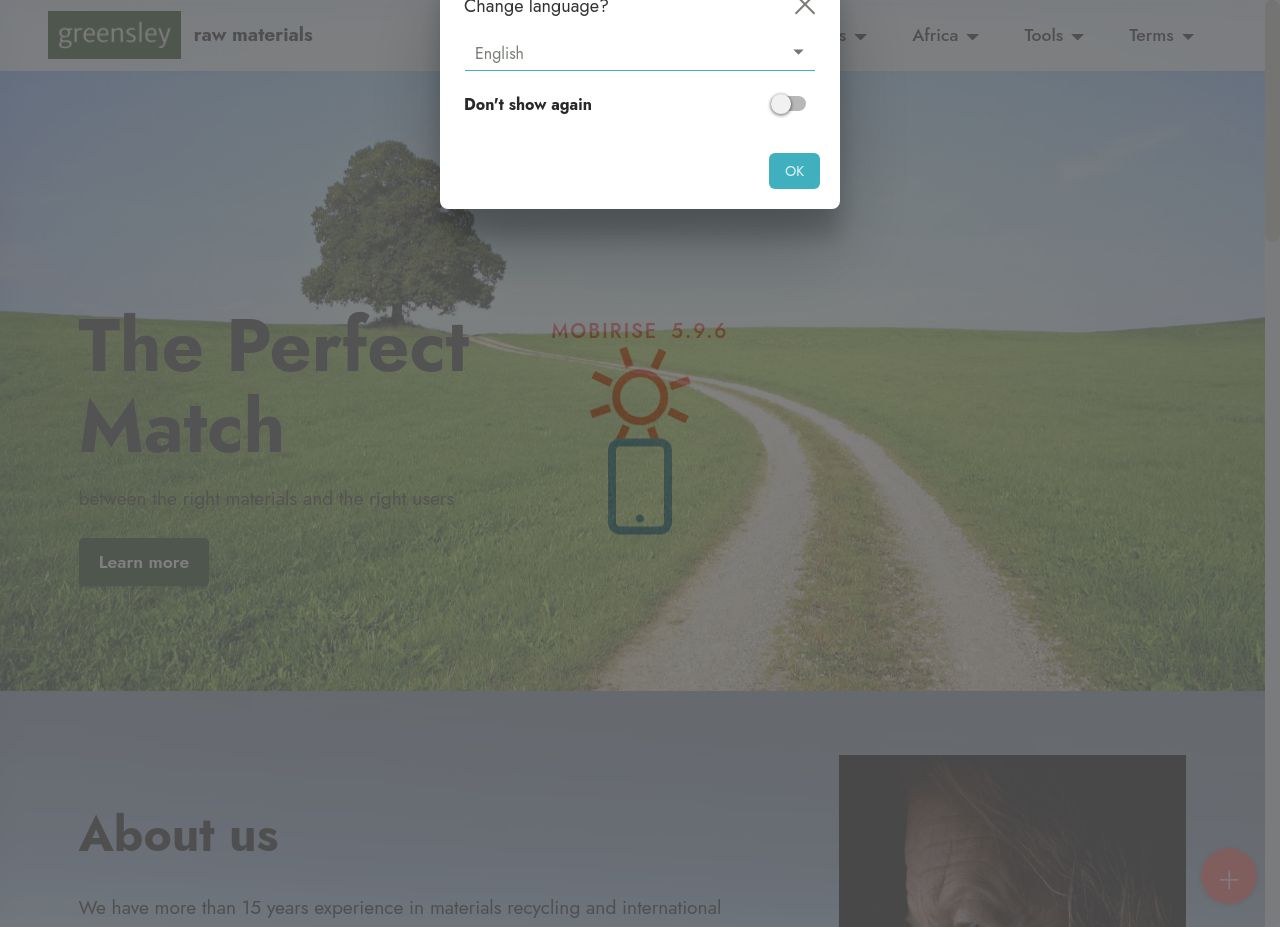 Change language?
greensley raw materials
Africa
Tools
Terms
English
Don't show again
OK
The Perfect
Match
MOBIRISE 5.9.6
between the right materials and the right users
Learn more
About us
We have more than 15 years experience in materials recycling and international